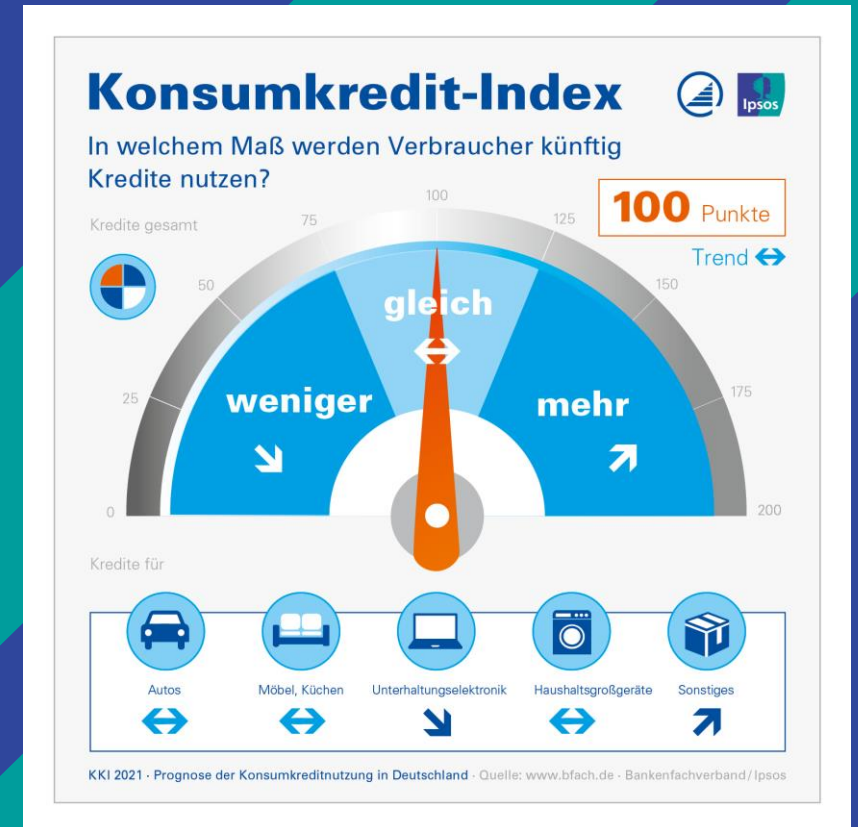 Konsumkredit-Index
Ipsos
In welchem Maß werden Verbraucher künftig
Kredite nutzen?
100 Punkte
Trend
Kredite gesamt
0
25
50
75
100
125
150
175
200
weniger
gleich
mehr
Kredite für
Autos
Möbel, Küchen
Unterhaltungselektronik
Haushaltsgroßgeräte
Sonstiges
KKI 2021 · Prognose der Konsumkreditnutzung in Deutschland · Quelle: www.bfach.de · Bankenfachverband/Ipsos